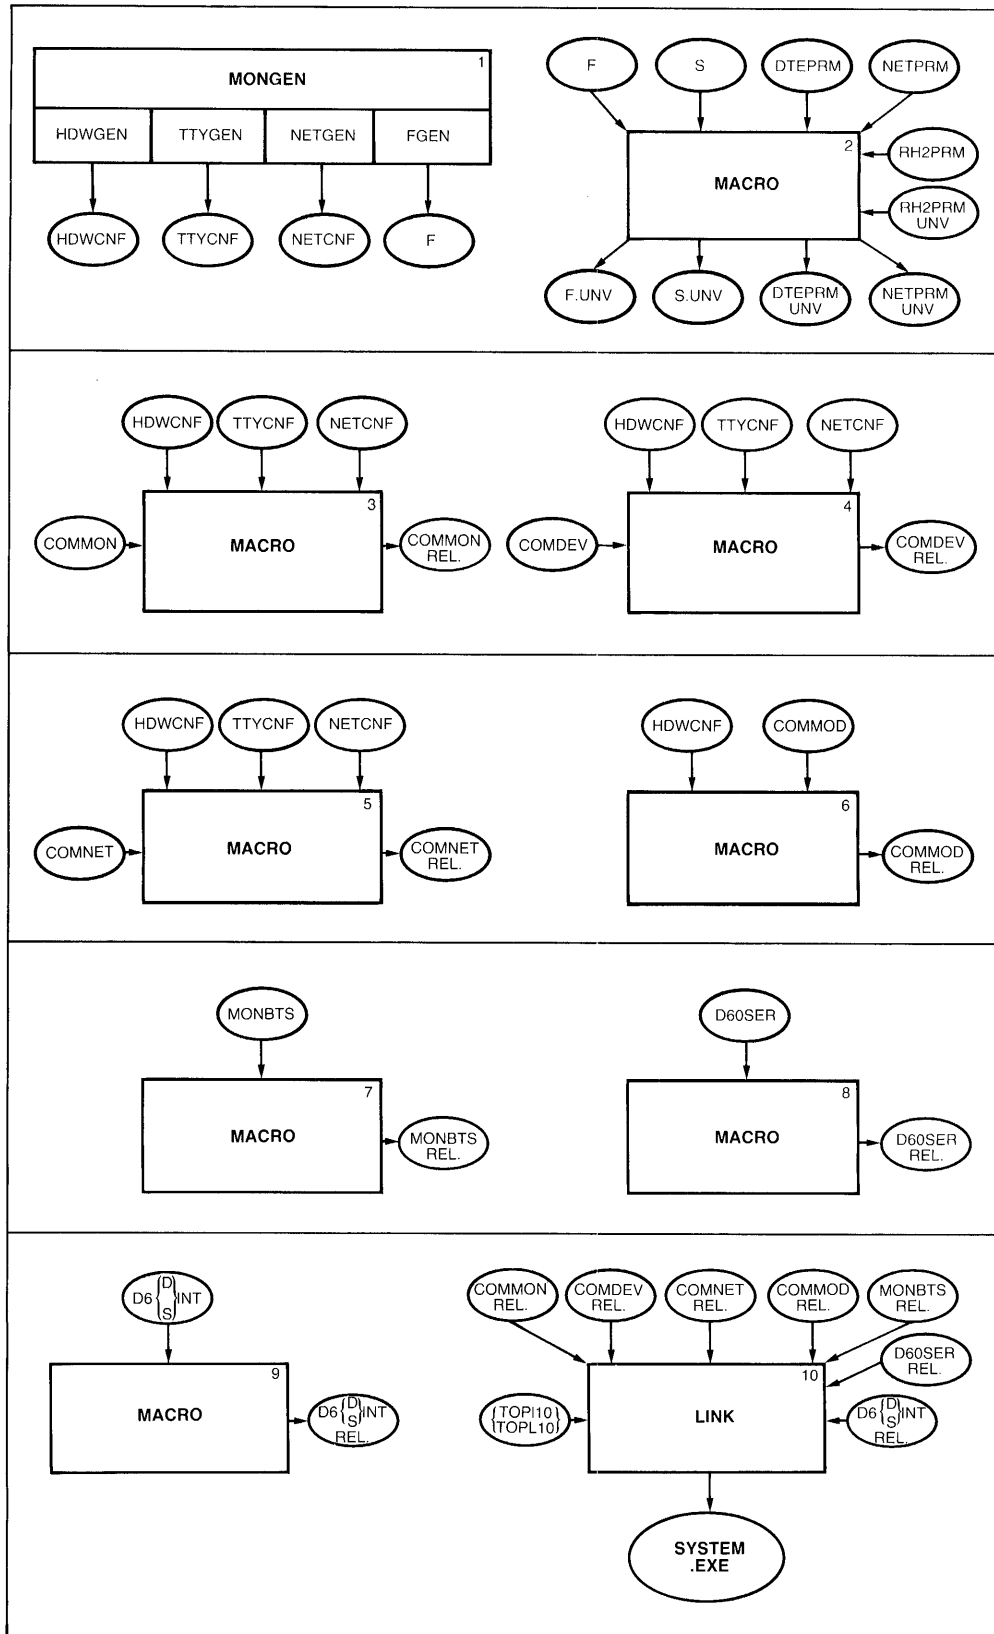 1
MONGEN
HDWGEN
TTYGEN
NETGEN
FGEN
HDWCNF
TTYCNF
NETCNF
F
F
S
DTEPRM
NETPRM
2
MACRO
RH2PRM
RH2PRM
UNV
F.UNV
S.UNV
DTEPRM
UNV
NETPRM
UNV
HDWCNF
TTYCNF
NETCNF
3
COMMON
MACRO
COMMON
REL.
HDWCNF
TTYCNF
NETCNF
4
COMDEV
MACRO
COMDEV
REL.
HDWCNF
TTYCNF
NETCNF
5
COMNET
MACRO
COMNET
REL.
HDWCNF
COMMOD
6
MACRO
COMMOD
REL.
MONBTS
7
MACRO
MONBTS
REL.
D60SER
8
MACRO
D60SER
REL.
D6 {D S} INT
9
MACRO
D6 {D S} INT
REL.
COMMON
REL.
COMDEV
REL.
COMNET
REL.
COMMOD
REL.
MONBTS
REL.
D60SER
REL.
10
{TOPI10}
{TOPL10}
LINK
D6 {D S} INT
REL.
SYSTEM
.EXE